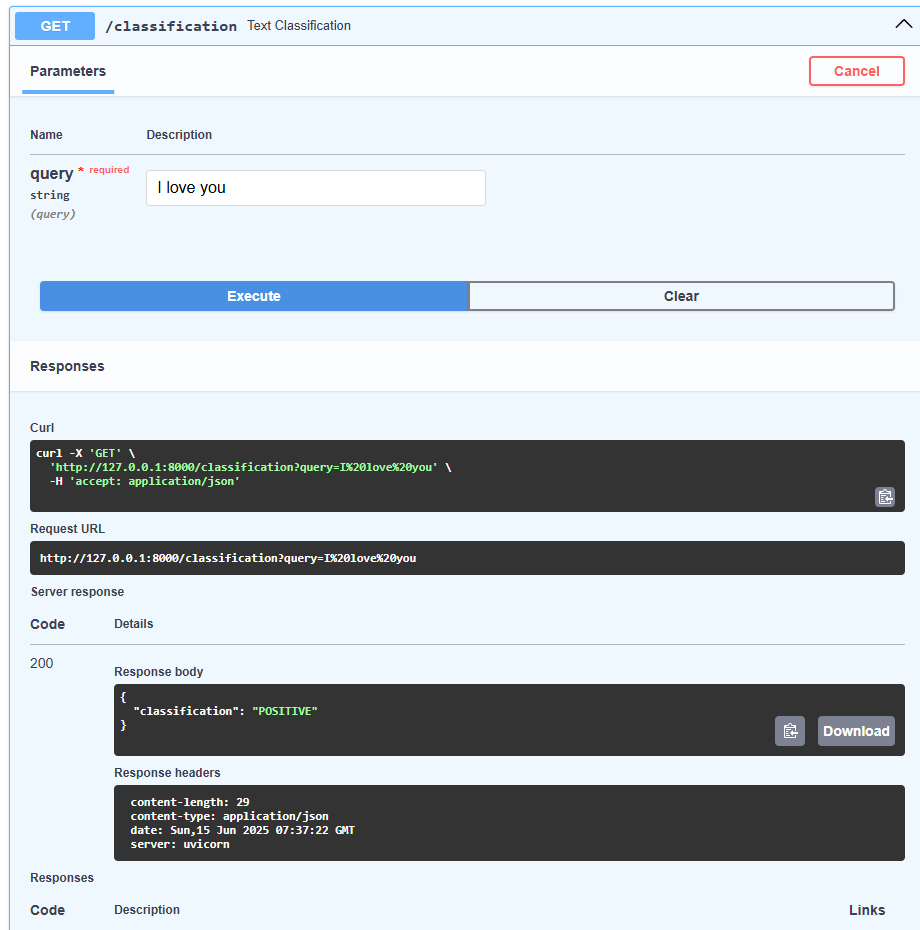 GET /classification Text Classification
Parameters Cancel
Name Description
query * required I love you
string
(query)
Execute Clear
Responses
Curl
curl -X 'GET' \
'http://127.0.0.1:8000/classification?query=I%20love%20you' \
-H 'accept: application/json'
Request URL
http://127.0.0.1:8000/classification?query=I%20love%20you
Server response
Code Details
200
Response body
{
"classification": "POSITIVE"
}
Download
Response headers
content-length: 29
content-type: application/json
date: Sun,15 Jun 2025 07:37:22 GMT
server: uvicorn
Responses
Code Description Links